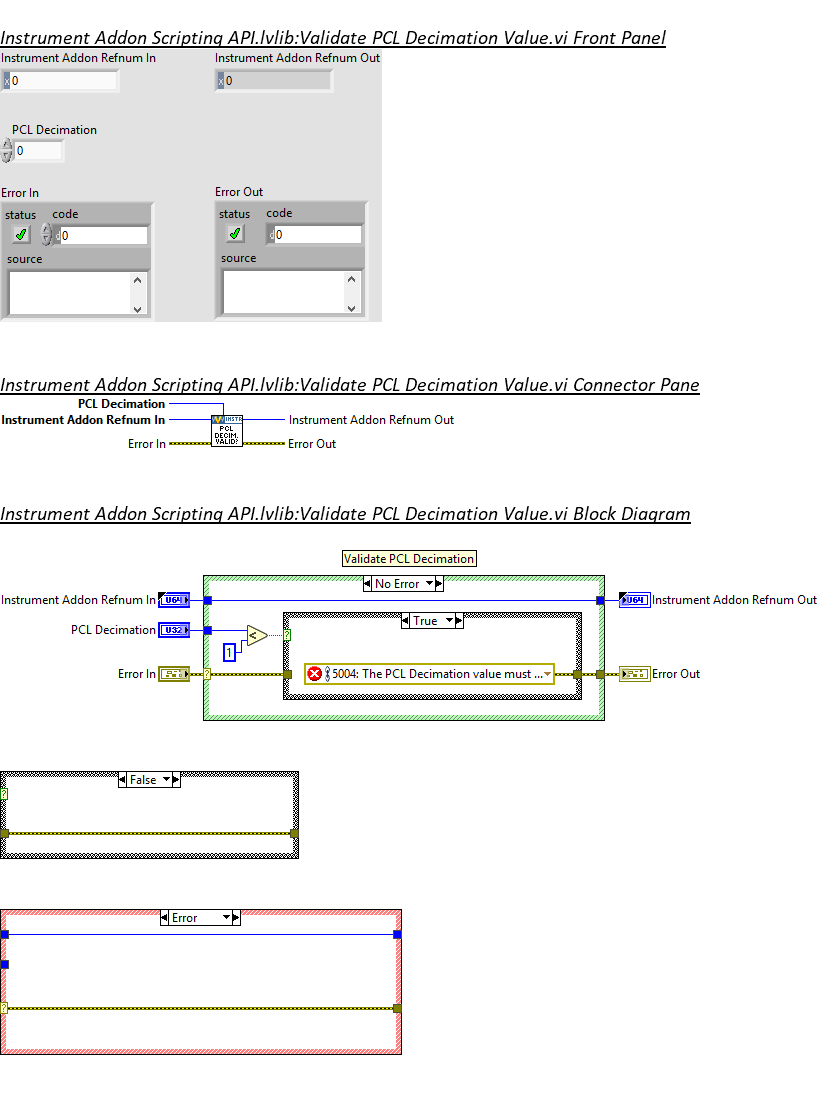 Instrument Addon Scripting API.lvlib:Validate PCL Decimation Value.vi Front Panel
Instrument Addon Refnum In
Instrument Addon Refnum Out
x 0
x 0
PCL Decimation
0
Error In
Error Out
status code
status code
d 0
d 0
source
source
Instrument Addon Scripting API.lvlib:Validate PCL Decimation Value.vi Connector Pane
PCL Decimation
Instrument Addon Refnum In
INSTR
Instrument Addon Refnum Out
PCL
DECIM.
VALID?
Error In
Error Out
Instrument Addon Scripting API.lvlib:Validate PCL Decimation Value.vi Block Diagram
Validate PCL Decimation
No Error
Instrument Addon Refnum In
U64
U64
Instrument Addon Refnum Out
True
PCL Decimation
U32
<
?
1
Error In
?
5004: The PCL Decimation value must ...
Error Out
False
?
Error
?